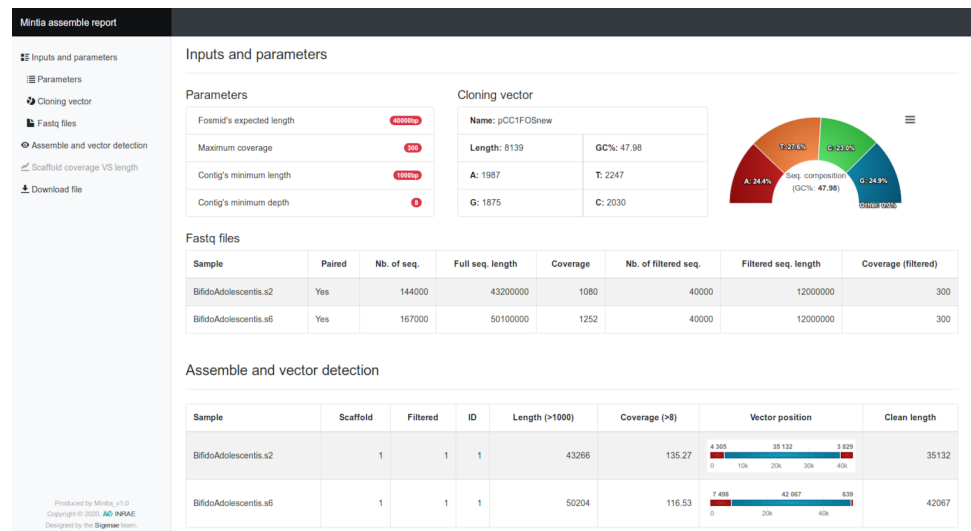 Mintia assemble report
Inputs and parameters
Parameters
Cloning vector
Fastq files
Assemble and vector detection
Scaffold coverage VS length
Download file
Produced by Mintia_v1.0
Copyright © 2020, INRAE
Designed by the Sigenae team.
Inputs and parameters
Parameters
Fosmid's expected length 40000bp
Maximum coverage 300
Contig's minimum length 1000bp
Contig's minimum depth 8
Cloning vector
Name: pCC1FOSnew
Length: 8139 GC%: 47.98
A: 1987 T: 2247
G: 1875 C: 2030
A: 24.4% T: 27.6% C: 23.0% G: 24.9% Other: 0.0%
Seq. composition
(GC%: 47.98)
Fastq files
Sample Paired Nb. of seq. Full seq. length Coverage Nb. of filtered seq. Filtered seq. length Coverage (filtered)
BifidoAdolescentis.s2 Yes 144000 43200000 1080 40000 12000000 300
BifidoAdolescentis.s6 Yes 167000 50100000 1252 40000 12000000 300
Assemble and vector detection
Sample Scaffold Filtered ID Length (>1000) Coverage (>8) Vector position Clean length
4 305 35 132 3 829
BifidoAdolescentis.s2 1 1 1 43266 135.27 35132
0 10k 20k 30k 40k
7 498 42 067 639
BifidoAdolescentis.s6 1 1 1 50204 116.53 42067
0 20k 40k